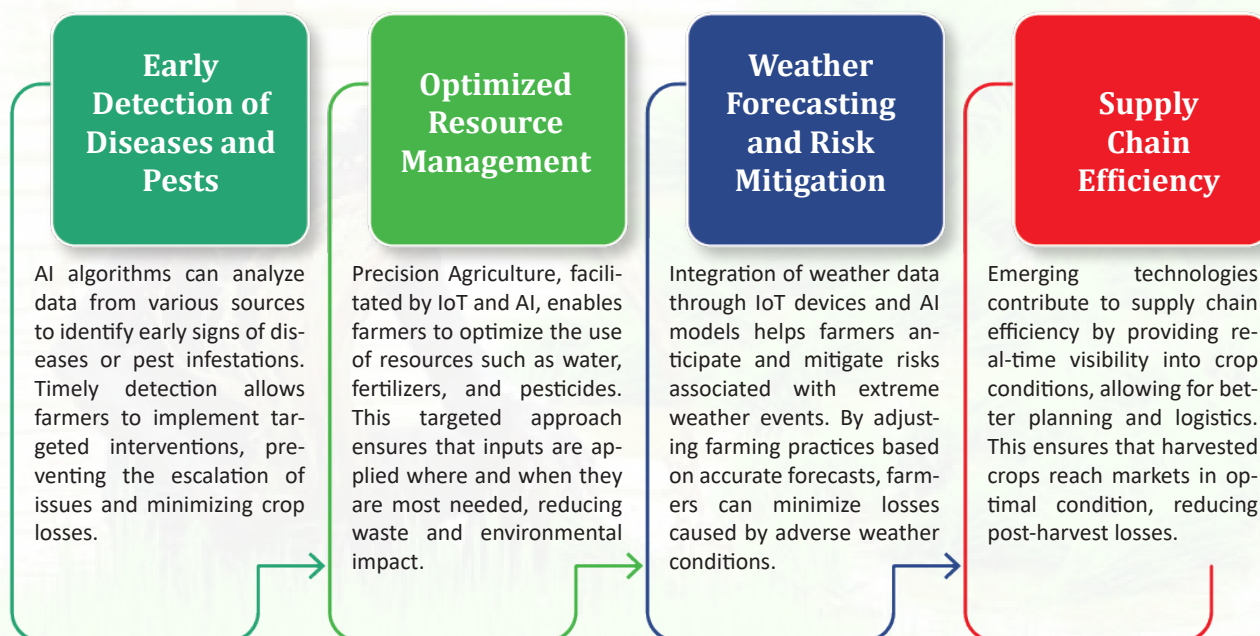 Early
Detection of
Diseases and
Pests
AI algorithms can analyze
data from various sources
to identify early signs of dis-
eases or pest infestations.
Timely detection allows
farmers to implement tar-
geted interventions, pre-
venting the escalation of
issues and minimizing crop
losses.
Optimized
Resource
Management
Precision Agriculture, facili-
tated by IoT and AI, enables
farmers to optimize the use
of resources such as water,
fertilizers, and pesticides.
This targeted approach
ensures that inputs are ap-
plied where and when they
are most needed, reducing
waste and environmental
impact.
Weather
Forecasting
and Risk
Mitigation
Integration of weather data
through IoT devices and AI
models helps farmers an-
ticipate and mitigate risks
associated with extreme
weather events. By adjust-
ing farming practices based
on accurate forecasts, farm-
ers can minimize losses
caused by adverse weather
conditions.
Supply
Chain
Efficiency
Emerging technologies
contribute to supply chain
efficiency by providing re-
al-time visibility into crop
conditions, allowing for bet-
ter planning and logistics.
This ensures that harvested
crops reach markets in op-
timal condition, reducing
post-harvest losses.